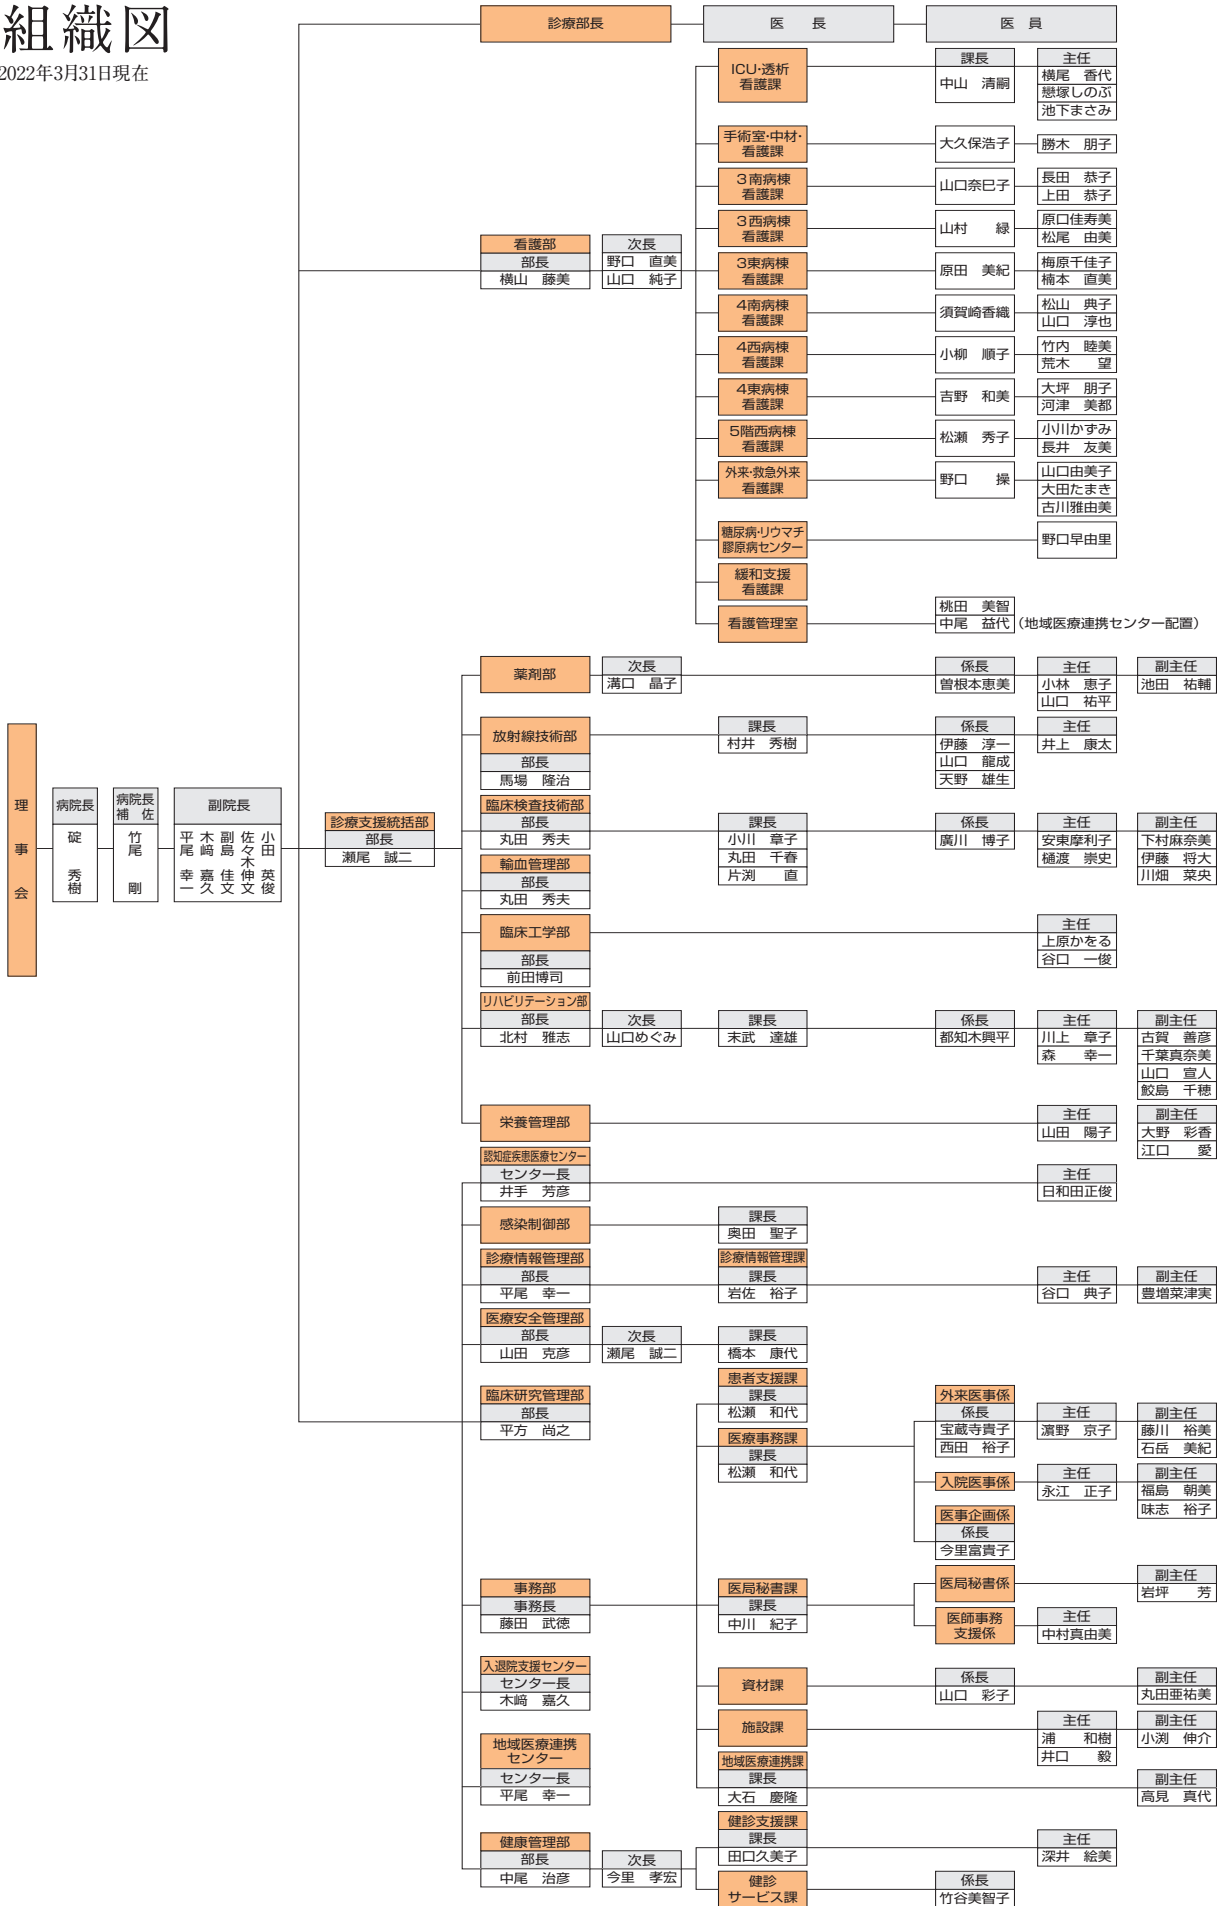 組織図
2022年3月31日現在
診療部長
医　長
医　員
ICU・透析
看護課
課長
中山　清嗣
主任
横尾　香代
戀塚しのぶ
池下まさみ
手術室・中材・
看護課
大久保浩子
勝木　朋子
3南病棟
看護課
山口奈巳子
長田　恭子
上田　恭子
3西病棟
看護課
山村　　緑
原口佳寿美
松尾　由美
看護部
部長
横山　藤美
次長
野口　直美
山口　純子
3東病棟
看護課
原田　美紀
梅原千佳子
楠本　直美
4南病棟
看護課
須賀崎香織
松山　典子
山口　淳也
4西病棟
看護課
小柳　順子
竹内　睦美
荒木　　望
4東病棟
看護課
吉野　和美
大坪　朋子
河津　美都
5階西病棟
看護課
松瀬　秀子
小川かずみ
長井　友美
外来・救急外来
看護課
野口　　操
山口由美子
大田たまき
古川雅由美
糖尿病・リウマチ
膠原病センター
野口早由里
緩和支援
看護課
看護管理室
桃田　美智
中尾　益代（地域医療連携センター配置）
薬剤部
次長
溝口　晶子
係長
曽根本恵美
主任
小林　恵子
山口　祐平
副主任
池田　祐輔
放射線技術部
部長
馬場　隆治
課長
村井　秀樹
係長
伊藤　淳一
山口　龍成
天野　雄生
主任
井上　康太
理事会
病院長
碇　秀樹
病院長
補　佐
竹尾　剛
副院長
平尾　幸一
木﨑　嘉久
副島　佳文
佐々木伸文
小田　英俊
診療支援統括部
部長
瀬尾　誠二
臨床検査技術部
部長
丸田　秀夫
輸血管理部
部長
丸田　秀夫
課長
小川　章子
丸田　千春
片渕　　直
係長
廣川　博子
主任
安東摩利子
樋渡　崇史
副主任
下村麻奈美
伊藤　将大
川畑　菜央
臨床工学部
部長
前田博司
主任
上原かをる
谷口　一俊
リハビリテーション部
部長
北村　雅志
次長
山口めぐみ
課長
末武　達雄
係長
都知木興平
主任
川上　章子
森　　幸一
副主任
古賀　善彦
千葉真奈美
山口　宣人
鮫島　千穂
栄養管理部
主任
山田　陽子
副主任
大野　彩香
江口　　愛
認知症疾患医療センター
センター長
井手　芳彦
主任
日和田正俊
感染制御部
課長
奥田　聖子
診療情報管理部
部長
平尾　幸一
診療情報管理課
課長
岩佐　裕子
主任
谷口　典子
副主任
豊増菜津実
医療安全管理部
部長
山田　克彦
次長
瀬尾　誠二
課長
橋本　康代
臨床研究管理部
部長
平方　尚之
患者支援課
課長
松瀬　和代
医療事務課
課長
松瀬　和代
外来医事係
係長
宝蔵寺貴子
西田　裕子
主任
濵野　京子
副主任
藤川　裕美
石岳　美紀
入院医事係
主任
永江　正子
副主任
福島　朝美
味志　裕子
医事企画係
係長
今里富貴子
事務部
事務長
藤田　武徳
医局秘書課
課長
中川　紀子
医局秘書係
副主任
岩坪　　芳
医師事務
支援係
主任
中村真由美
入退院支援センター
センター長
木﨑　嘉久
資材課
係長
山口　彩子
副主任
丸田亜祐美
施設課
主任
浦　　和樹
井口　　毅
副主任
小渕　伸介
地域医療連携
センター
センター長
平尾　幸一
地域医療連携課
課長
大石　慶隆
副主任
高見　真代
健康管理部
部長
中尾　治彦
次長
今里　孝宏
健診支援課
課長
田口久美子
主任
深井　絵美
健診
サービス課
係長
竹谷美智子